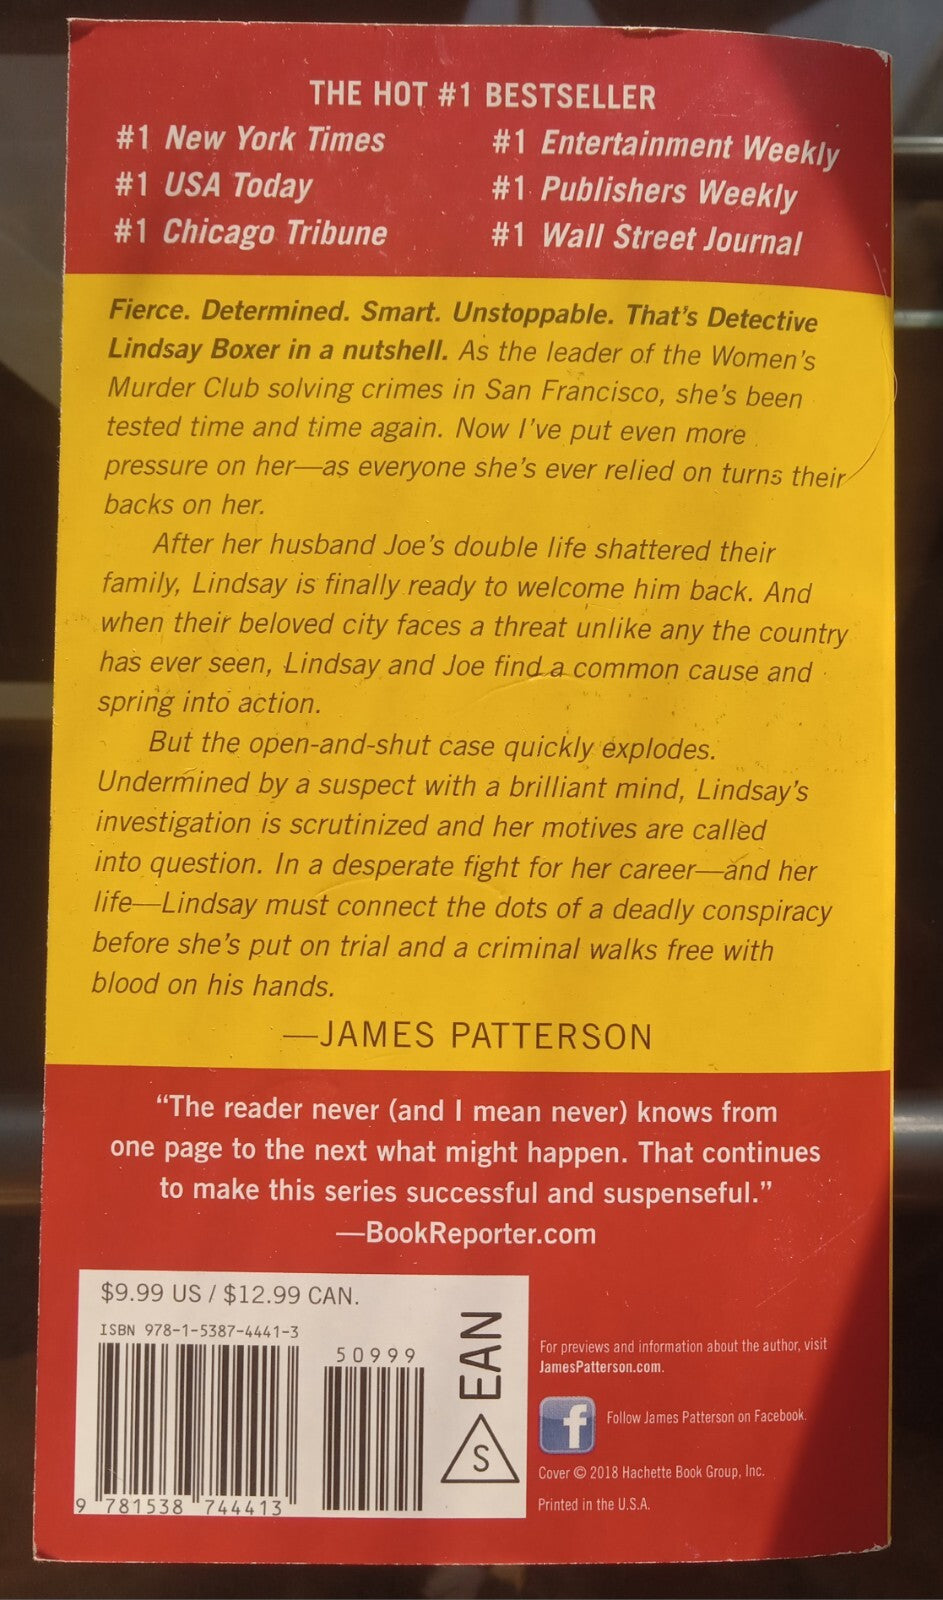 THE HOT #1 BESTSELLER
#1 New York Times
#1 Entertainment Weekly
#1 USA Today
#1 Publishers Weekly
#1 Chicago Tribune
#1 Wall Street Journal
Fierce. Determined. Smart. Unstoppable. That's Detective
Lindsay Boxer in a nutshell. As the leader of the Women's
Murder Club solving crimes in San Francisco, she's been
tested time and time again. Now I've put even more
pressure on her—as everyone she's ever relied on turns their
backs on her.
After her husband Joe's double life shattered their
family, Lindsay is finally ready to welcome him back. And
when their beloved city faces a threat unlike any the country
has ever seen, Lindsay and Joe find a common cause and
spring into action.
But the open-and-shut case quickly explodes.
Undermined by a suspect with a brilliant mind, Lindsay's
investigation is scrutinized and her motives are called
into question. In a desperate fight for her career—and her
life—Lindsay must connect the dots of a deadly conspiracy
before she's put on trial and a criminal walks free with
blood on his hands.
—JAMES PATTERSON
“The reader never (and I mean never) knows from
one page to the next what might happen. That continues
to make this series successful and suspenseful.”
—BookReporter.com
$9.99 US / $12.99 CAN.
ISBN 978-1-5387-4441-3
50999
9 781538 744413
EAN
S
For previews and information about the author, visit
JamesPatterson.com.
f
Follow James Patterson on Facebook.
Cover © 2018 Hachette Book Group, Inc.
Printed in the U.S.A.